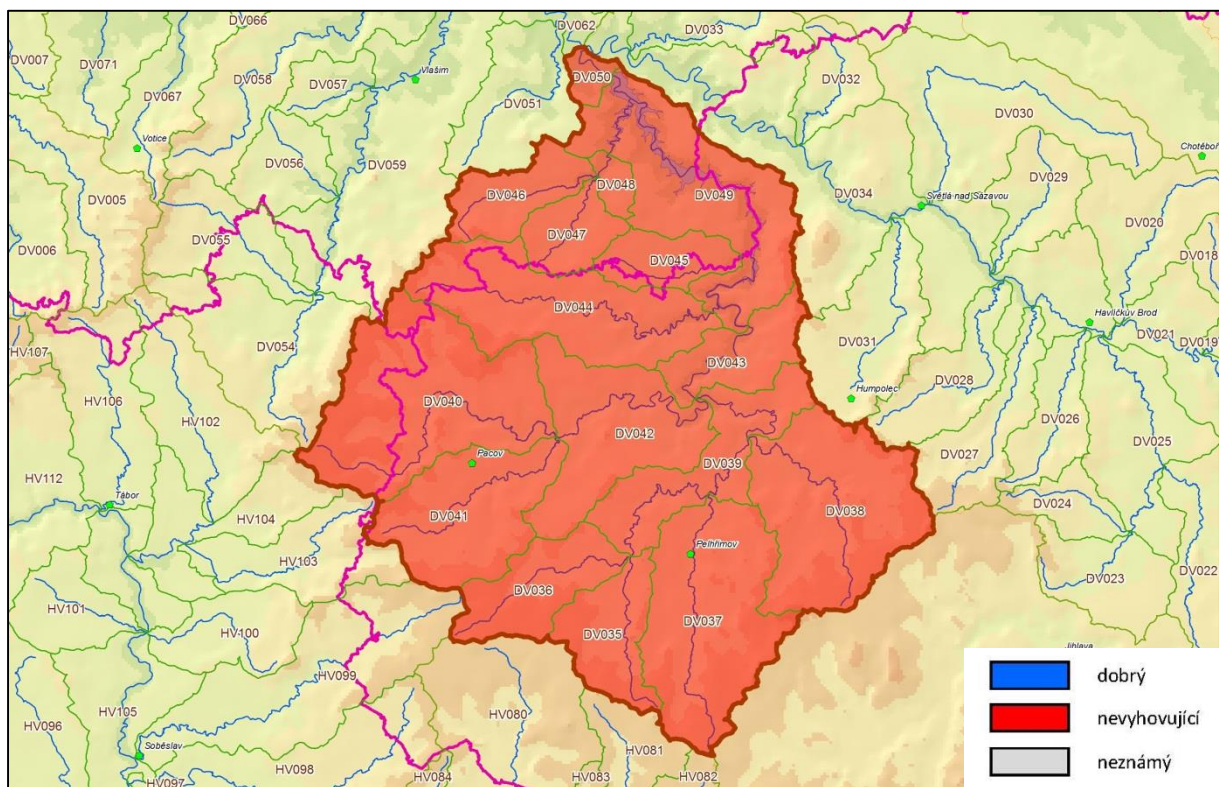 DV066
DV062
DV033
DV007
DV071
DV058
DV057
Vlašim
DV050
DV032
DV067
DV051
DV030
Votice
DV056
DV059
Chotěboř
DV046
DV048
DV049
DV034
DV029
DV005
Světlá nad Sázavou
DV020
DV006
DV055
DV047
DV045
DV018
DV044
Havlíčkův Brod
DV021
DV019
HV107
DV054
DV031
DV043
Humpolec
DV028
HV106
DV040
HV102
DV042
DV026
DV025
Pacov
DV039
DV027
HV112
Tábor
DV041
DV038
DV024
HV104
Pelhřimov
HV103
DV023
DV022
DV036
HV101
HV100
DV035
DV037
Jihlava
HV099
HV105
HV096
HV080
HV081
Soběslav
HV098
HV097
HV084
HV083
HV082
dobrý
nevyhovující
neznámý